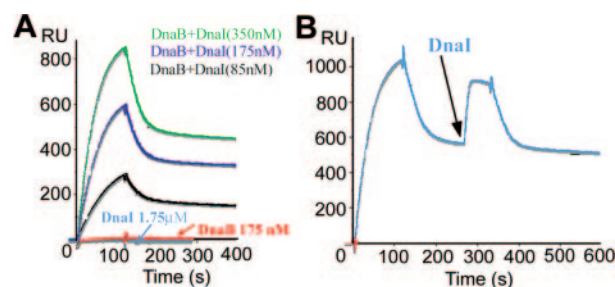 A
RU
DnaB+DnaI(350nM)
DnaB+DnaI(175nM)
DnaB+DnaI(85nM)
800
600
400
200
DnaI 1.75µM
DnaB 175 nM
0
0 100 200 300 400
Time (s)
B
RU
DnaI
1000
800
600
400
200
0
0 100 200 300 400 500 600
Time (s)